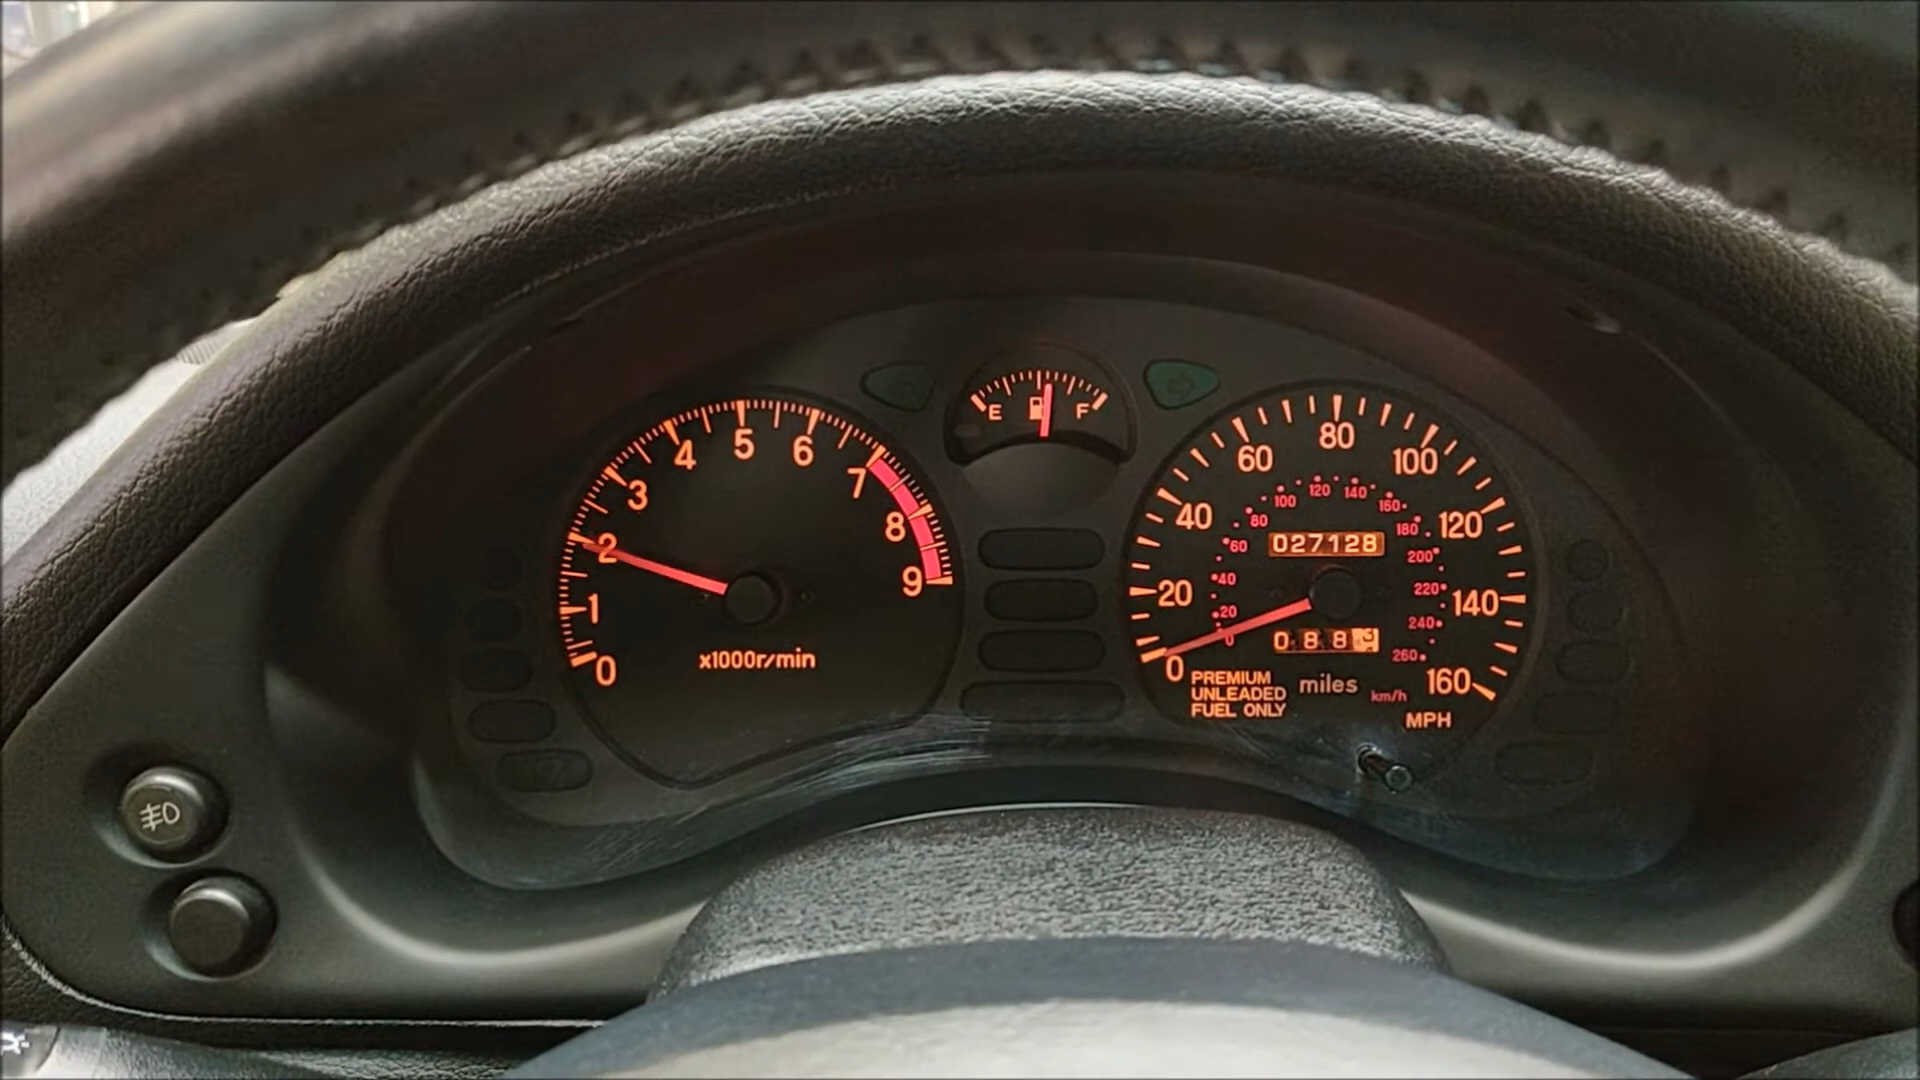 E F
0 1 2 3 4 5 6 7 8 9
x1000r/min
0 20 40 60 80 100 120 140 160
0 20 40 60 80 100 120 140 160 180 200 220 240 260
027128
088
PREMIUM
UNLEADED
FUEL ONLY
miles
km/h
MPH